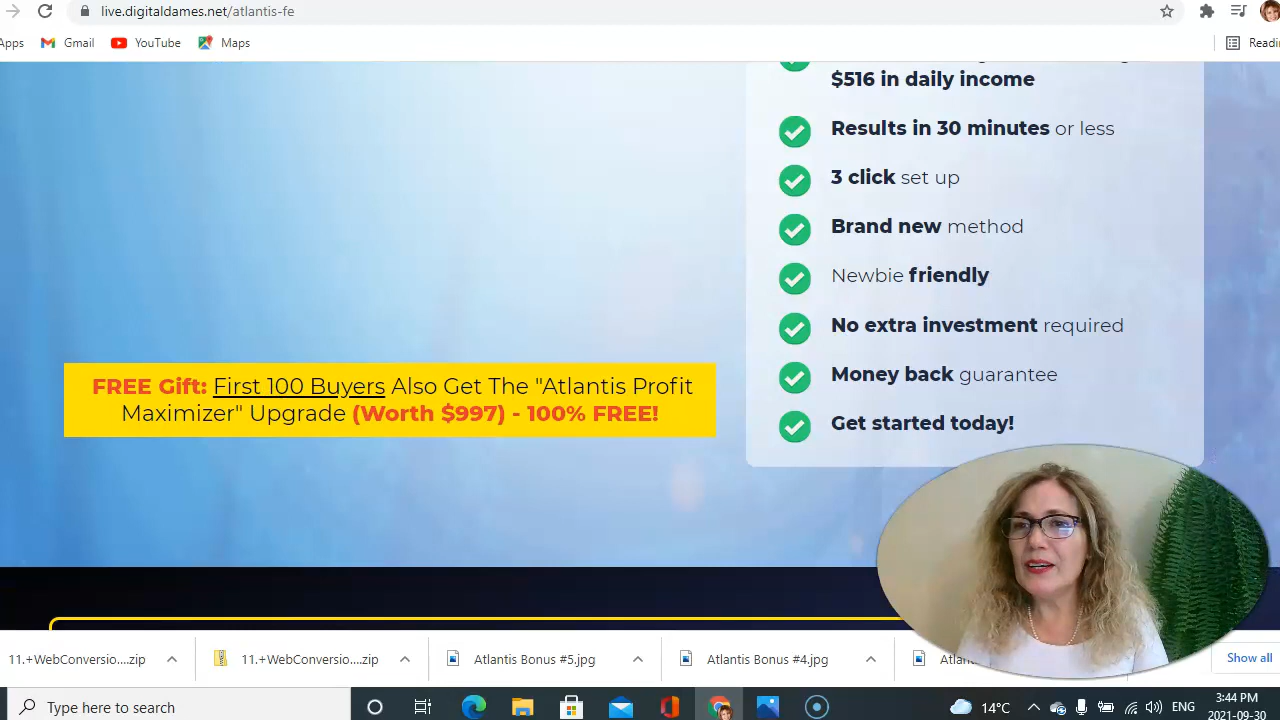 live.digitaldames.net/atlantis-fe
Apps
Gmail
YouTube
Maps
$516 in daily income
Results in 30 minutes or less
3 click set up
Brand new method
Newbie friendly
No extra investment required
Money back guarantee
Get started today!
FREE Gift: First 100 Buyers Also Get The "Atlantis Profit
Maximizer" Upgrade (Worth $997) - 100% FREE!
11.+WebConversio....zip
11.+WebConversio....zip
Atlantis Bonus #5.jpg
Atlantis Bonus #4.jpg
Show all
Type here to search
14°C
ENG
3:44 PM
2021-09-30